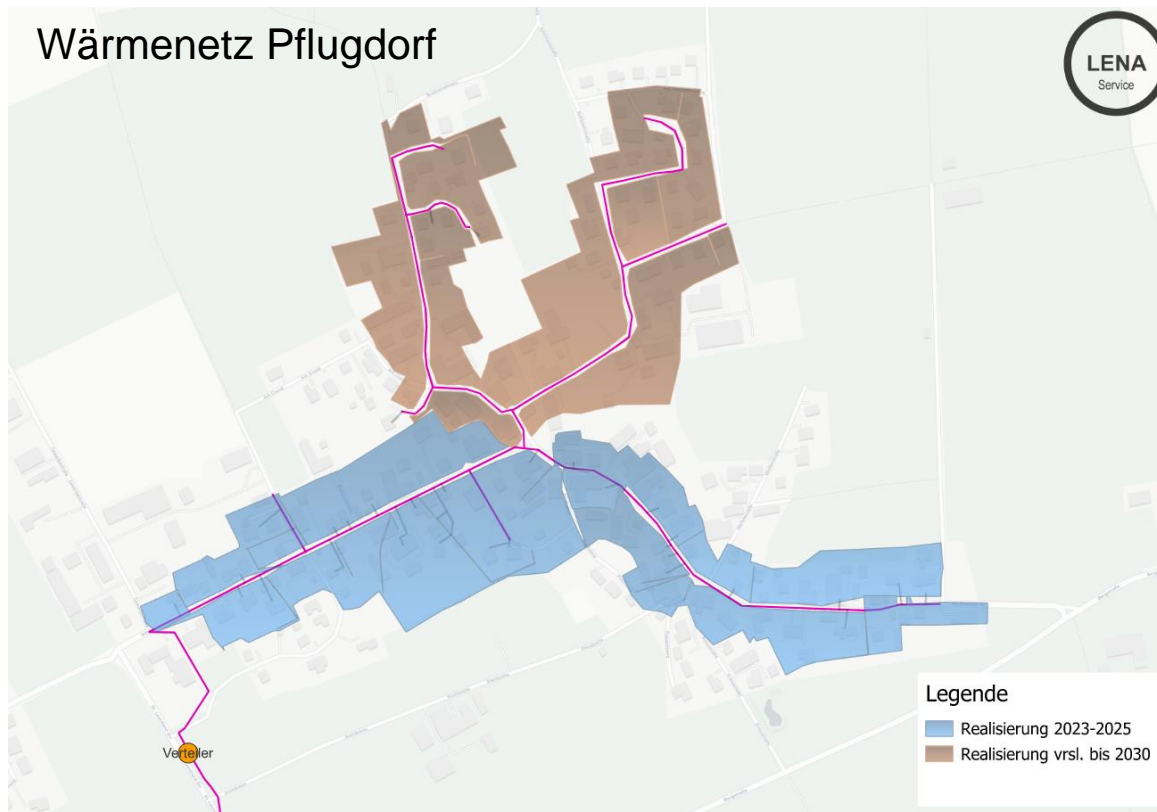 Wärmenetz Pflugdorf
LENA
Service
Verteiler
Legende
Realisierung 2023-2025
Realisierung vrsl. bis 2030